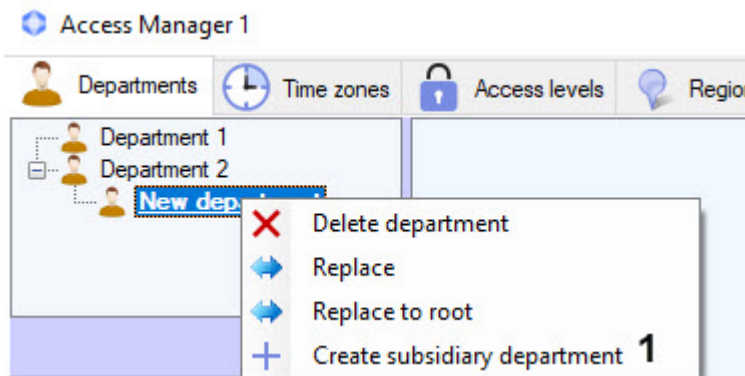 Access Manager 1
Departments Time zones Access levels
Department 1
Department 2
New
Delete department
Replace
Replace to root
Create subsidiary department 1